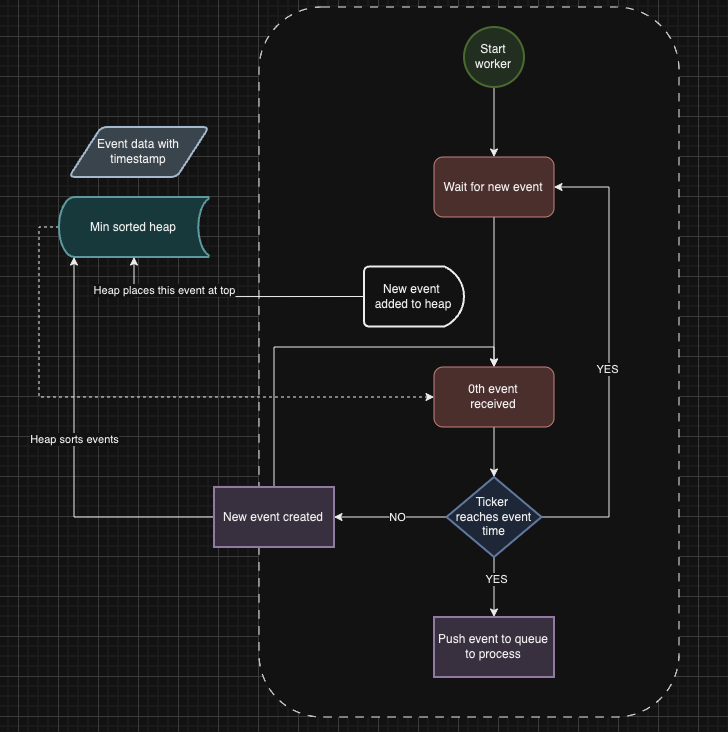 Start
worker
Event data with
timestamp
Wait for new event
Min sorted heap
Heap places this event at top
New event
added to heap
YES
0th event
received
Heap sorts events
New event created
NO
Ticker
reaches event
time
YES
Push event to queue
to process